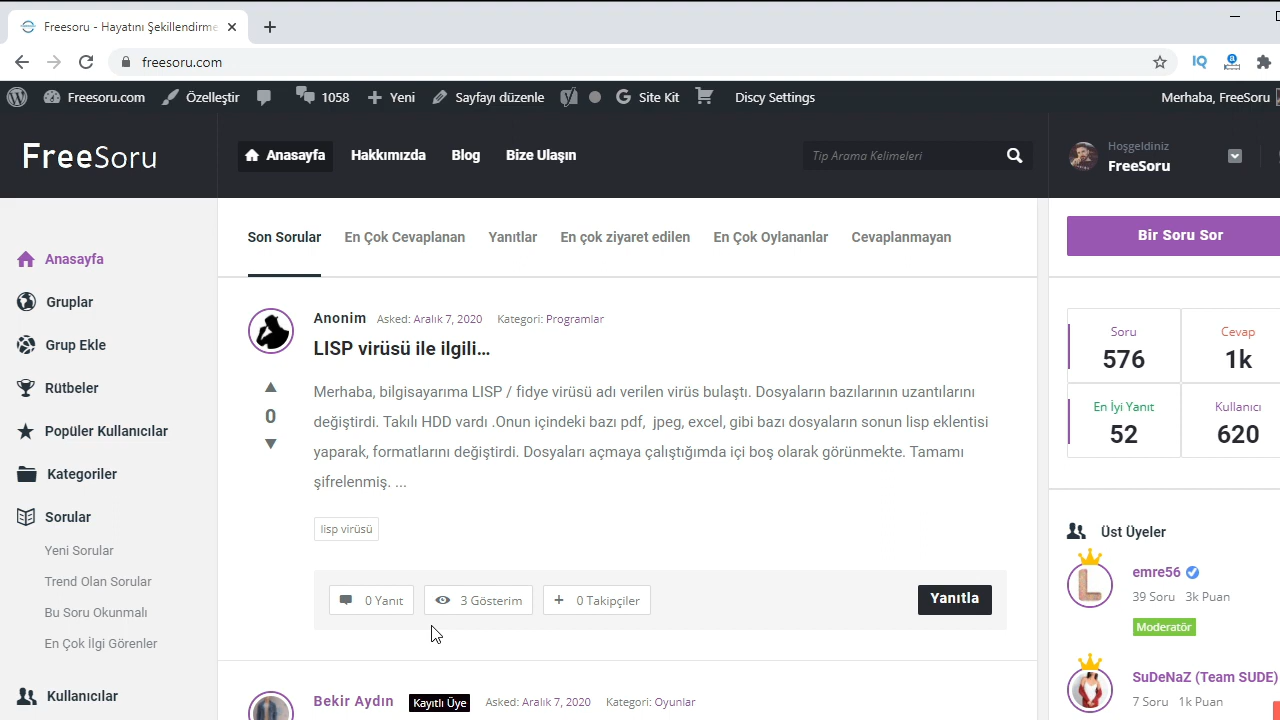 Freesoru - Hayatını Şekillendirme
freesoru.com
IQ
Freesoru.com
Özelleştir
1058
Yeni
Sayfayı düzenle
Site Kit
Discy Settings
Merhaba, FreeSoru
FreeSoru
Anasayfa
Hakkımızda
Blog
Bize Ulaşın
Tıp Arama Kelimeleri
Hoşgeldiniz
FreeSoru
Anasayfa
Gruplar
Grup Ekle
Rütbeler
Popüler Kullanıcılar
Kategoriler
Sorular
Yeni Sorular
Trend Olan Sorular
Bu Soru Okunmalı
En Çok İlgi Görenler
Kullanıcılar
Son Sorular
En Çok Cevaplanan
Yanıtlar
En çok ziyaret edilen
En Çok Oylananlar
Cevaplanmayan
Anonim Asked: Aralık 7, 2020 Kategori: Programlar
LISP virüsü ile ilgili...
0
Merhaba, bilgisayarıma LISP / fidye virüsü adı verilen virüs bulaştı. Dosyaların bazılarının uzantılarını
değiştirdi. Takılı HDD vardı .Onun içindeki bazı pdf, jpeg, excel, gibi bazı dosyaların sonun lisp eklentisi
yaparak, formatlarını değiştirdi. Dosyaları açmaya çalıştığımda içi boş olarak görünmekte. Tamamı
şifrelenmiş. ...
lisp virüsü
0 Yanıt
3 Gösterim
0 Takipçiler
Yanıtla
Bekir Aydın Kayıtlı Üye Asked: Aralık 7, 2020 Kategori: Oyunlar
Bir Soru Sor
Soru
576
Cevap
1k
En İyi Yanıt
52
Kullanıcı
620
Üst Üyeler
emre56
39 Soru 3k Puan
Moderatör
SuDeNaZ (Team SUDE)
7 Soru 1k Puan